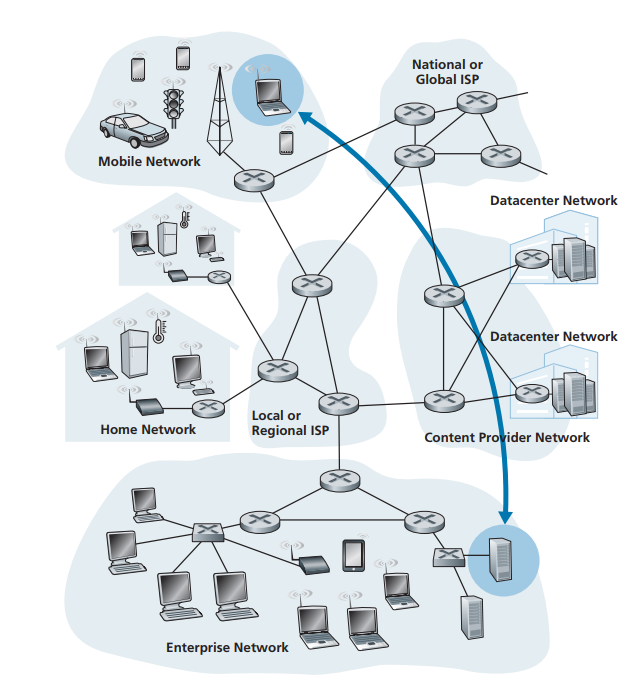 National or
Global ISP
Mobile Network
Datacenter Network
Datacenter Network
Home Network
Local or
Regional ISP
Content Provider Network
Enterprise Network